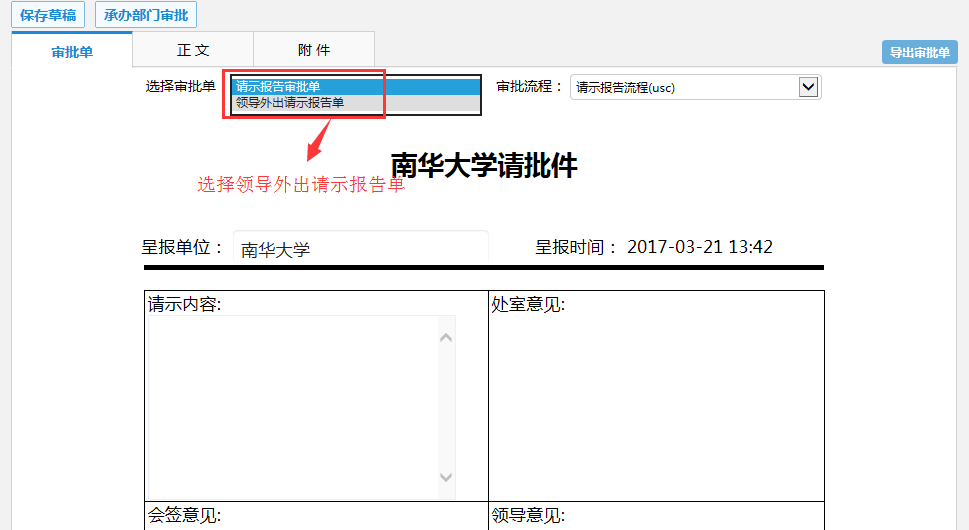 保存草稿 承办部门审批
审批单 正 文 附 件 导出审批单
选择审批单 请示报告审批单 审批流程： 请示报告流程(usc)
领导外出请示报告单
南华大学请批件
选择领导外出请示报告单
呈报单位： 南华大学 呈报时间： 2017-03-21 13:42
请示内容: 处室意见:
会签意见: 领导意见: